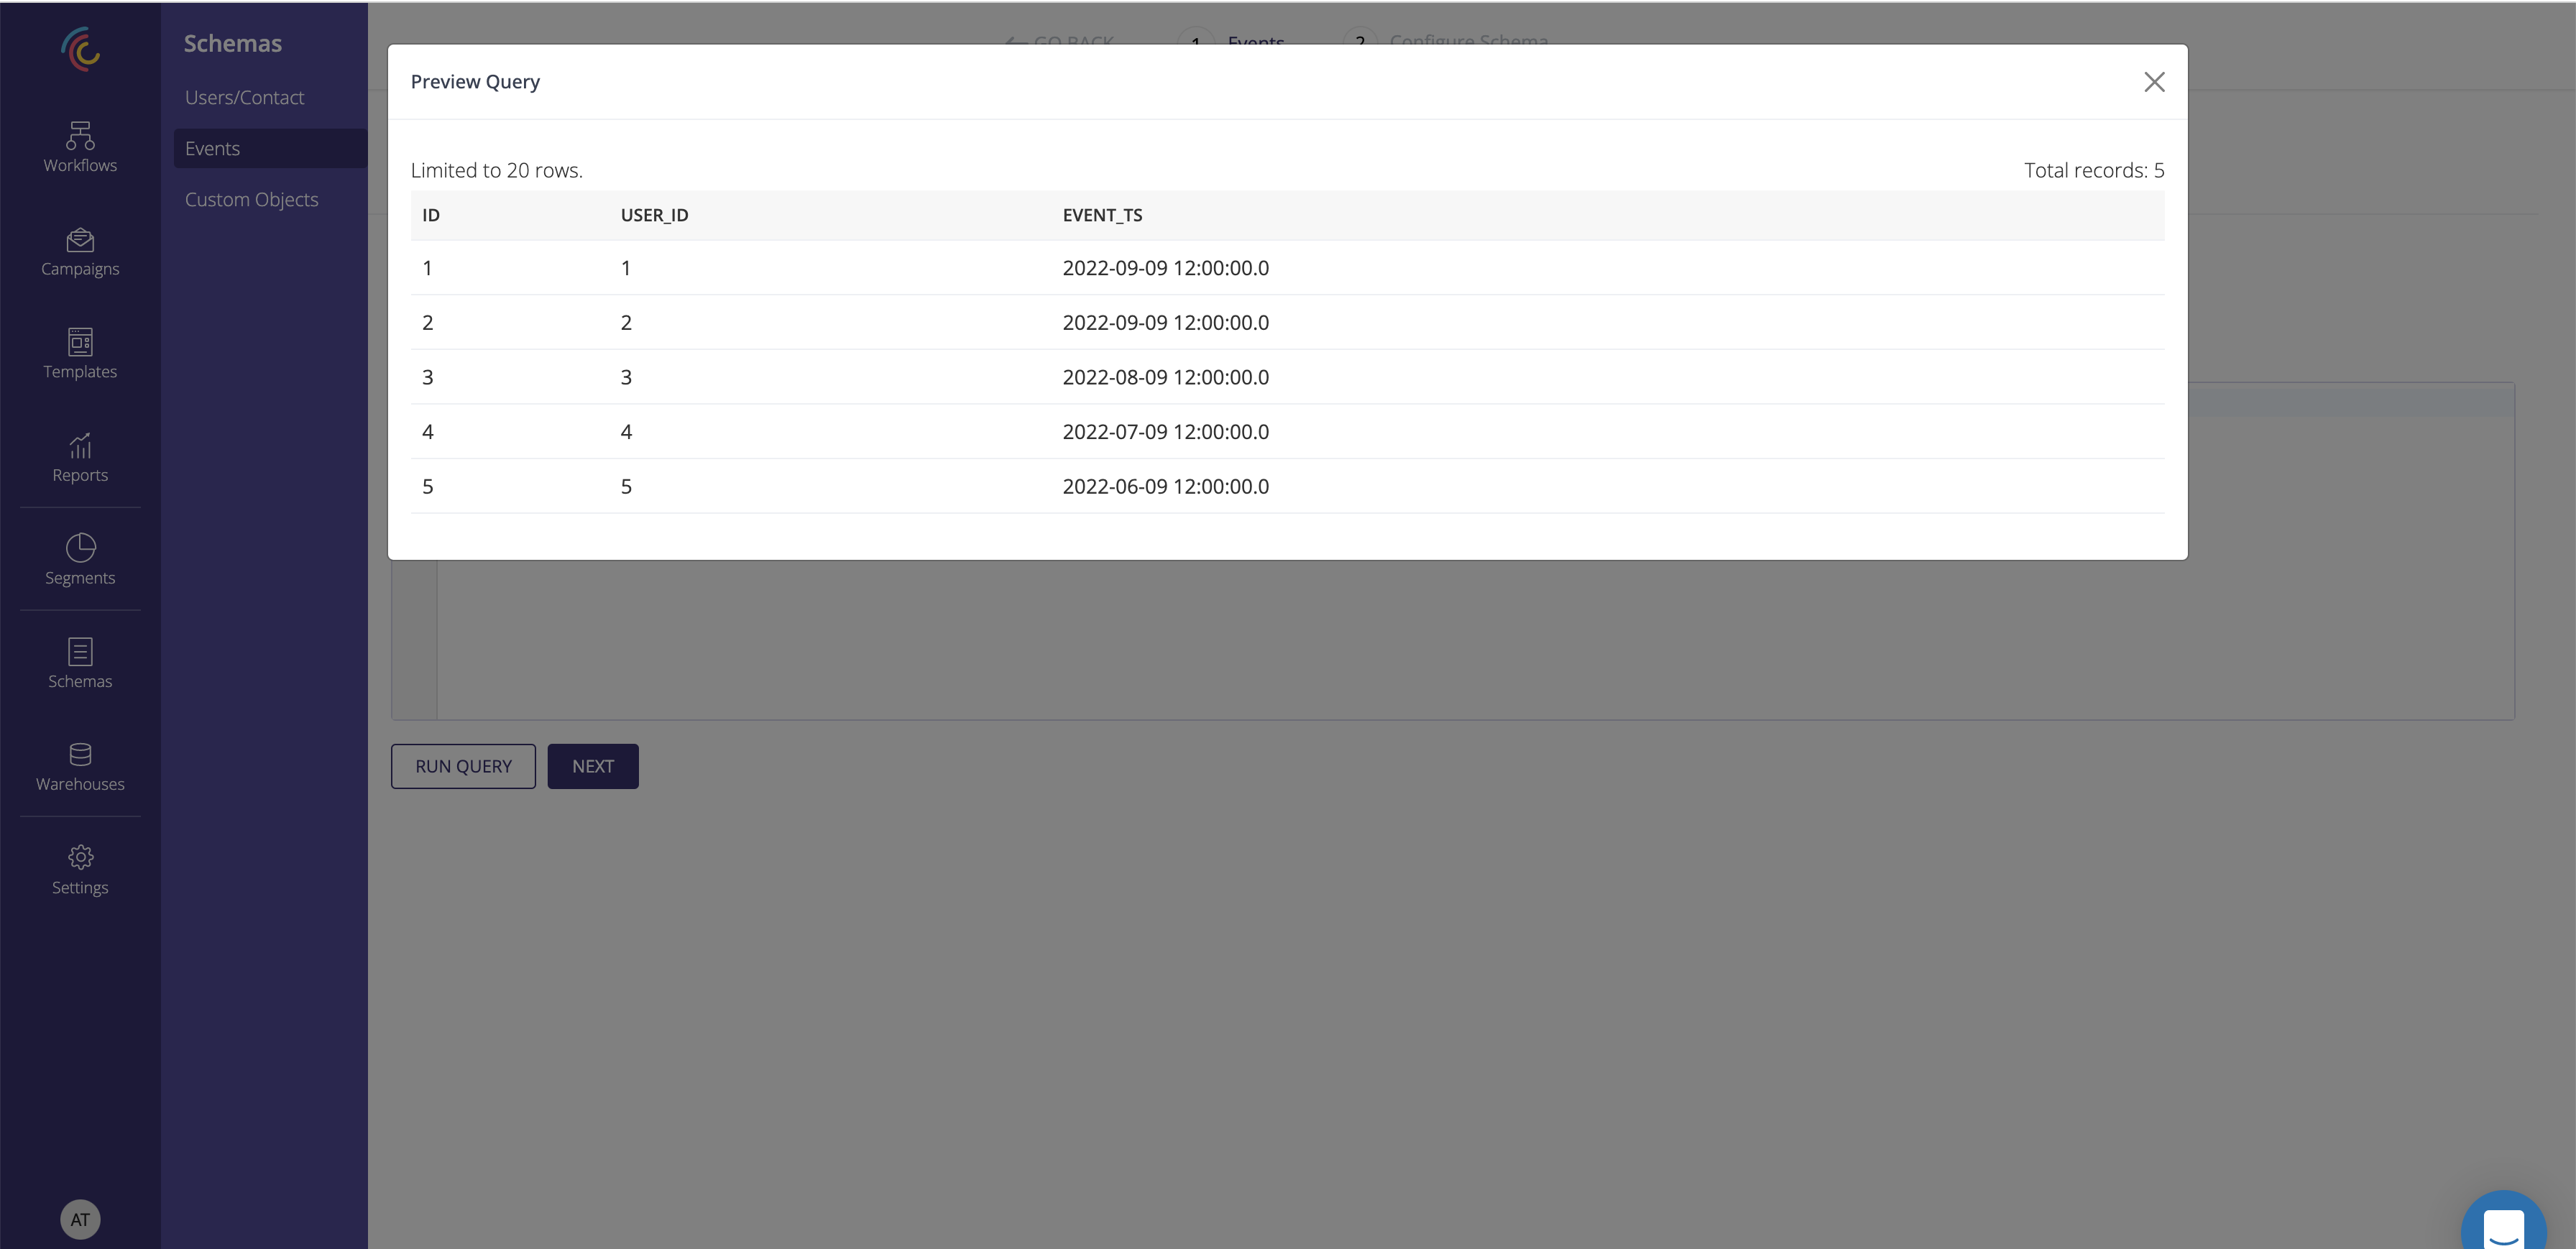 Schemas
Users/Contact
Events
Custom Objects
Workflows
Campaigns
Templates
Reports
Segments
Schemas
Warehouses
Settings
AT
GO BACK 1 Events 2 Configure Schema
Preview Query
Limited to 20 rows. Total records: 5
ID USER_ID EVENT_TS
1 1 2022-09-09 12:00:00.0
2 2 2022-09-09 12:00:00.0
3 3 2022-08-09 12:00:00.0
4 4 2022-07-09 12:00:00.0
5 5 2022-06-09 12:00:00.0
RUN QUERY NEXT